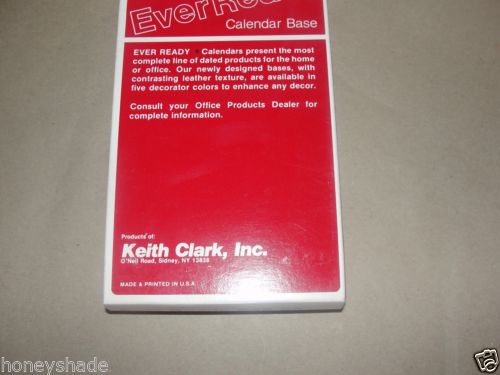 EverReady
Calendar Base
EVER READY • Calendars present the most
complete line of dated products for the home
or office. Our newly designed bases, with
contrasting leather texture, are available in
five decorator colors to enhance any decor.
Consult your Office Products Dealer for
complete information.
Products of:
Keith Clark, Inc.
O'Neil Road, Sidney, NY 13838
MADE & PRINTED IN U.S.A.
honeyshade